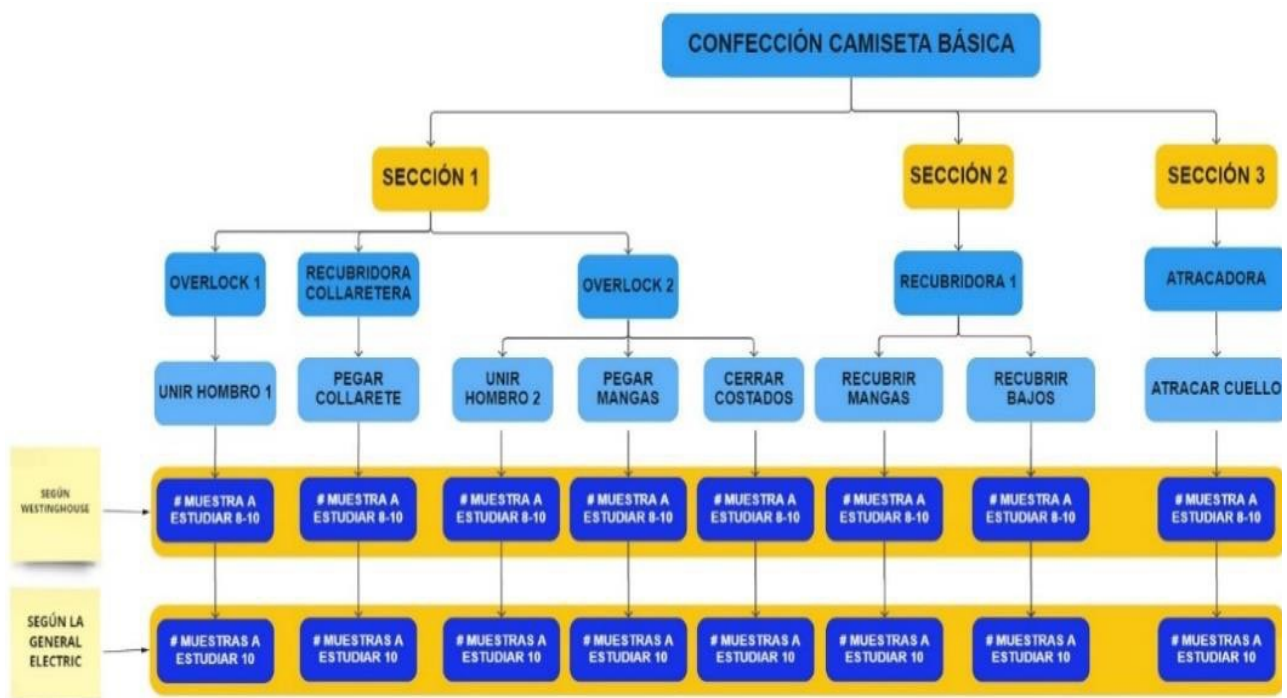 CONFECCIÓN CAMISETA BÁSICA
SECCIÓN 1
SECCIÓN 2
SECCIÓN 3
OVERLOCK 1
RECUBRIDORA
COLLARETERA
OVERLOCK 2
RECUBRIDORA 1
ATRACADORA
UNIR HOMBRO 1
PEGAR
COLLARETE
UNIR
HOMBRO 2
PEGAR
MANGAS
CERRAR
COSTADOS
RECUBRIR
MANGAS
RECUBRIR
BAJOS
ATRACAR CUELLO
SEGÚN
WESTINGHOUSE
# MUESTRA A
ESTUDIAR 8-10
# MUESTRA A
ESTUDIAR 8-10
# MUESTRA A
ESTUDIAR 8-10
# MUESTRA A
ESTUDIAR 8-10
# MUESTRA A
ESTUDIAR 8-10
# MUESTRA A
ESTUDIAR 8-10
# MUESTRA A
ESTUDIAR 8-10
# MUESTRA A
ESTUDIAR 8-10
SEGÚN LA
GENERAL
ELECTRIC
# MUESTRAS A
ESTUDIAR 10
# MUESTRAS A
ESTUDIAR 10
# MUESTRAS A
ESTUDIAR 10
# MUESTRAS A
ESTUDIAR 10
# MUESTRAS A
ESTUDIAR 10
# MUESTRAS A
ESTUDIAR 10
# MUESTRAS A
ESTUDIAR 10
# MUESTRAS A
ESTUDIAR 10